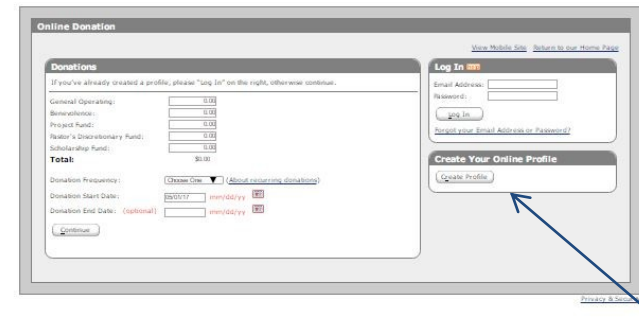 Online Donation
View Mobile Site Return to our Home Page
Donations
If you've already created a profile, please "Log In" on the right, otherwise continue.
General Operating: 0.00
Benevolence: 0.00
Project Fund: 0.00
Pastor's Discretionary Fund: 0.00
Scholarship Fund: 0.00
Total: $0.00
Donation Frequency: Choose One (About recurring donations)
Donation Start Date: 05/01/17 mm/dd/yy
Donation End Date: (optional) mm/dd/yy
Continue
Log In
Email Address:
Password:
Log In
Forgot your Email Address or Password?
Create Your Online Profile
Create Profile
Privacy &